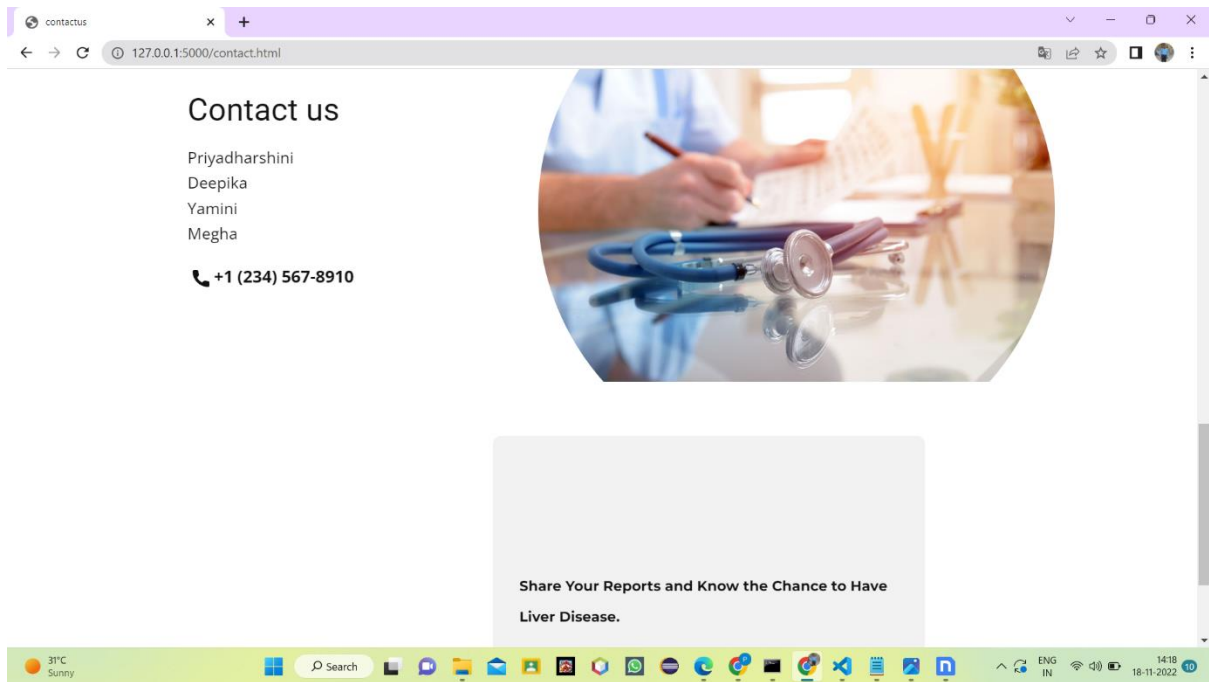 contactus
127.0.0.1:5000/contact.html
Contact us
Priyadharshini
Deepika
Yamini
Megha
+1 (234) 567-8910
Share Your Reports and Know the Chance to Have
Liver Disease.
31°C
Sunny
Search
ENG
IN
14:18
18-11-2022
10